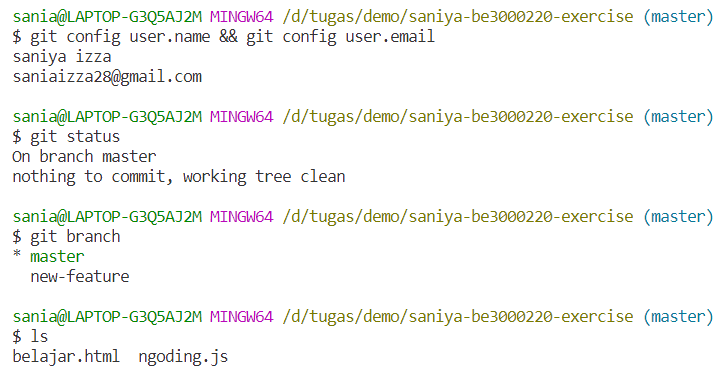 sania@LAPTOP-G3Q5AJ2M MINGW64 /d/tugas/demo/saniya-be3000220-exercise (master)
$ git config user.name && git config user.email
saniya izza
saniaizza28@gmail.com
sania@LAPTOP-G3Q5AJ2M MINGW64 /d/tugas/demo/saniya-be3000220-exercise (master)
$ git status
On branch master
nothing to commit, working tree clean
sania@LAPTOP-G3Q5AJ2M MINGW64 /d/tugas/demo/saniya-be3000220-exercise (master)
$ git branch
* master
  new-feature
sania@LAPTOP-G3Q5AJ2M MINGW64 /d/tugas/demo/saniya-be3000220-exercise (master)
$ ls
belajar.html  ngoding.js